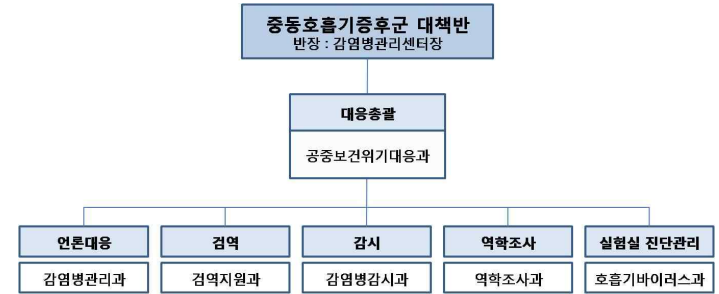 중동호흡기증후군 대책반
반장 : 감염병관리센터장
대응총괄
공중보건위기대응과
언론대응 검역 감시 역학조사 실험실 진단관리
감염병관리과 검역지원과 감염병감시과 역학조사과 호흡기바이러스과